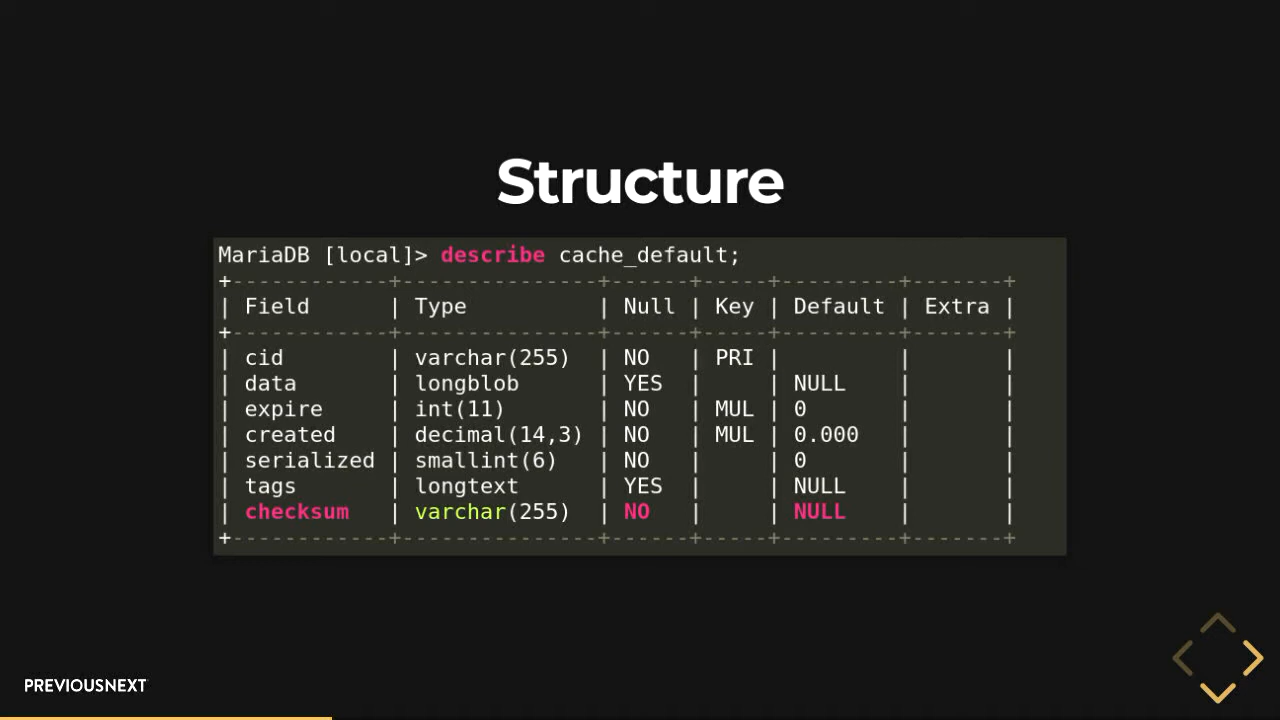 Structure
MariaDB [local]> describe cache_default;
+------------+---------------+------+-----+---------+-------+
| Field      | Type          | Null | Key | Default | Extra |
+------------+---------------+------+-----+---------+-------+
| cid        | varchar(255)  | NO   | PRI |         |       |
| data       | longblob      | YES  |     | NULL    |       |
| expire     | int(11)       | NO   | MUL | 0       |       |
| created    | decimal(14,3) | NO   | MUL | 0.000   |       |
| serialized | smallint(6)   | NO   |     | 0       |       |
| tags       | longtext      | YES  |     | NULL    |       |
| checksum   | varchar(255)  | NO   |     | NULL    |       |
+------------+---------------+------+-----+---------+-------+
PREVIOUSNEXT